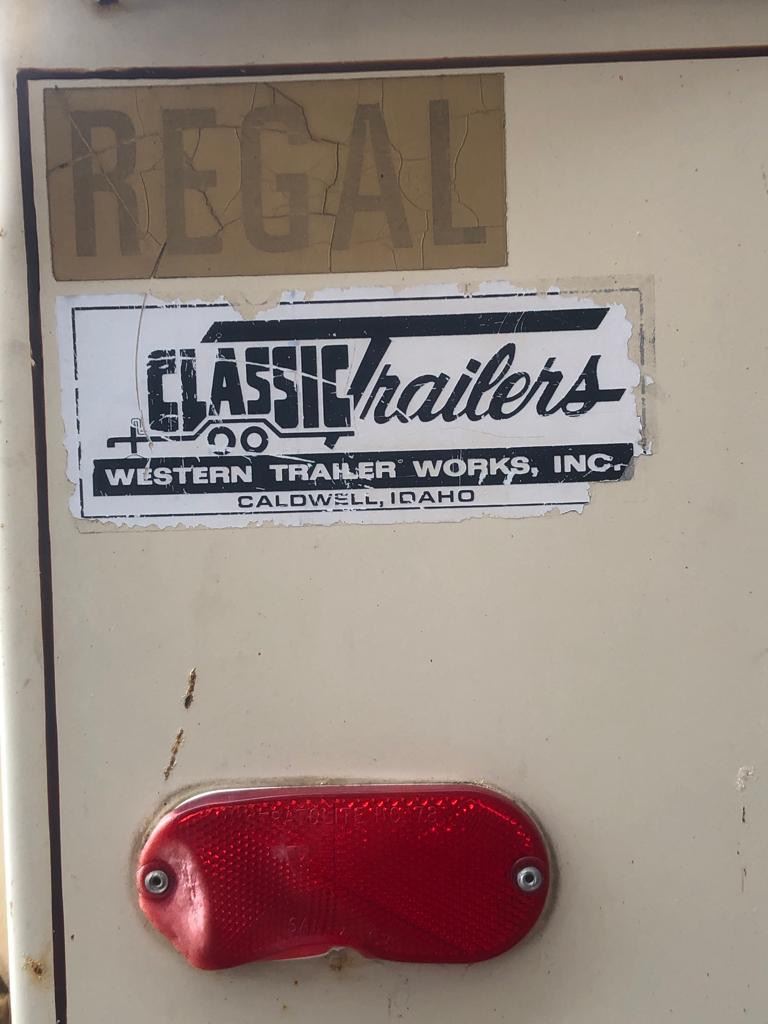 REGAL
CLASSIC Trailers
WESTERN TRAILER WORKS, INC.
CALDWELL, IDAHO